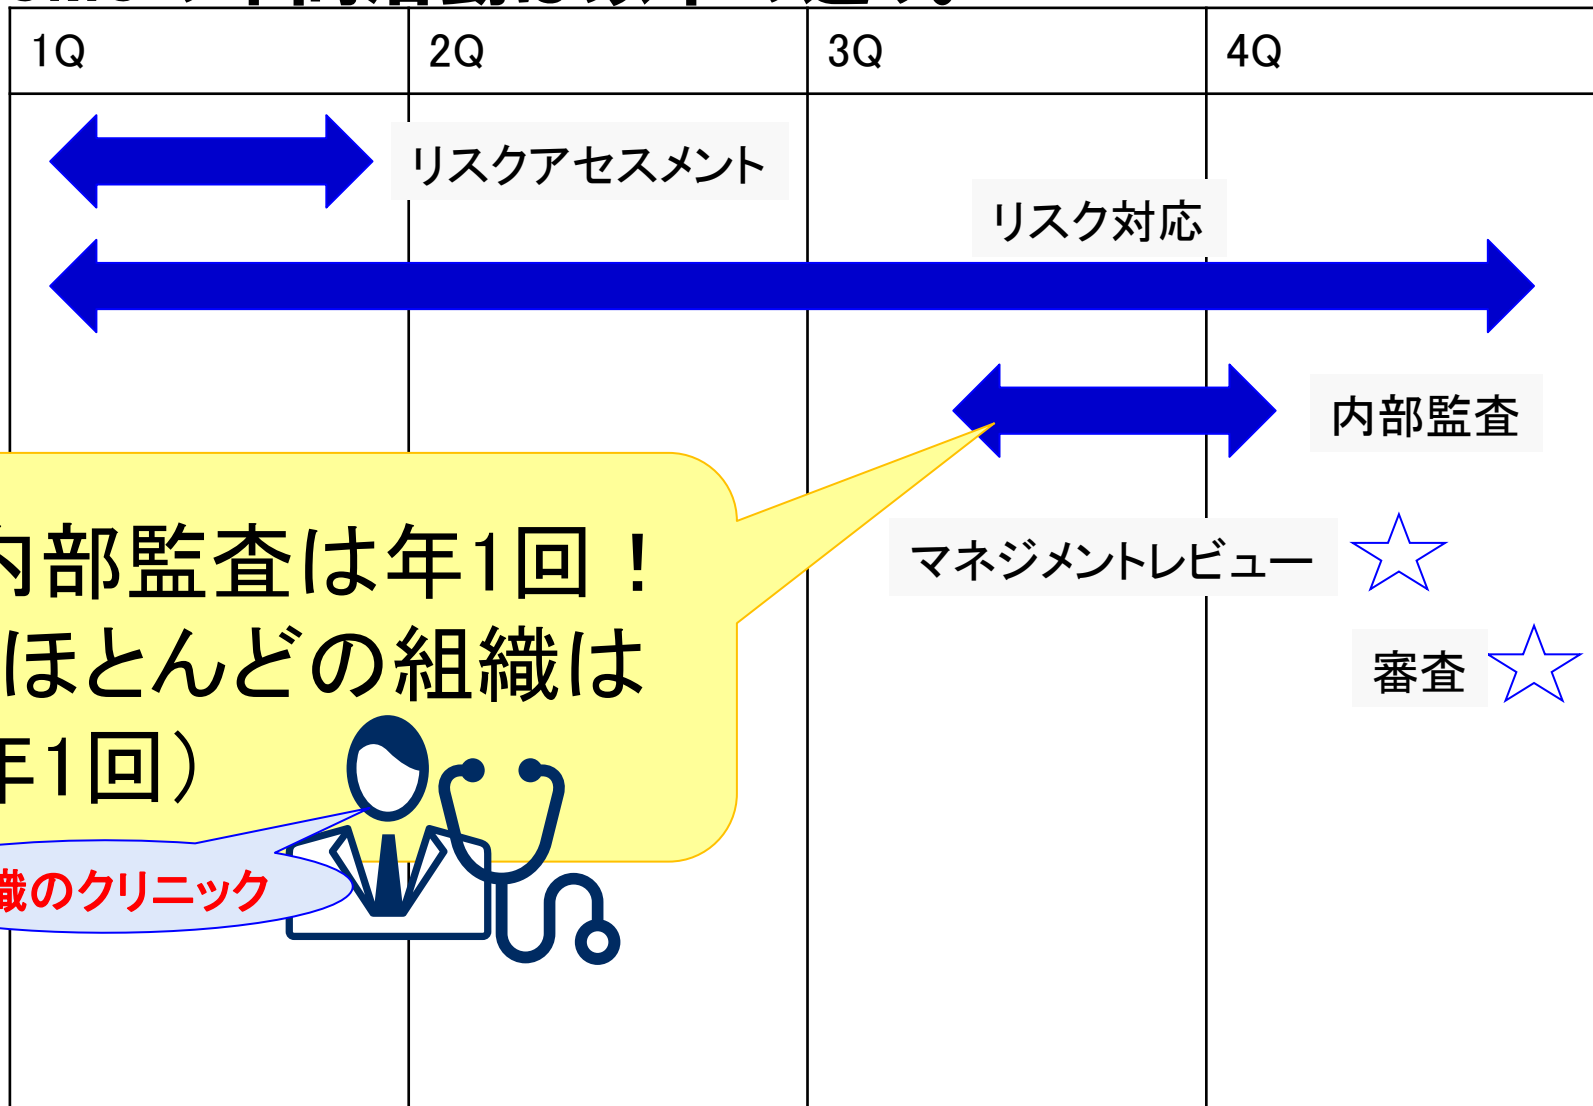 1Q
2Q
3Q
4Q
リスクアセスメント
リスク対応
内部監査
内部監査は年1回！
ほとんどの組織は
年1回）
マネジメントレビュー
審査
織のクリニック